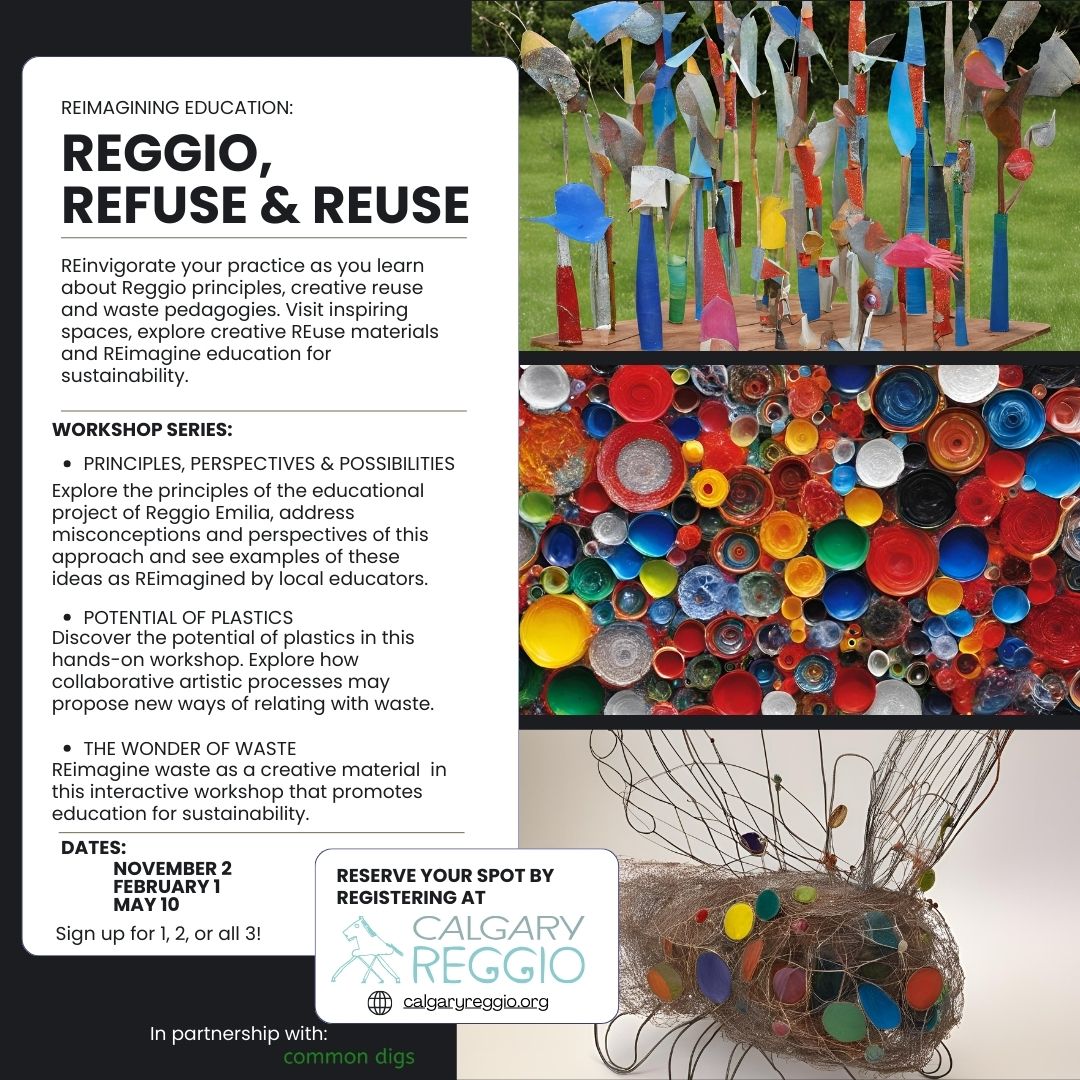 REIMAGINING EDUCATION:
REGGIO,
REFUSE & REUSE
REinvigorate your practice as you learn
about Reggio principles, creative reuse
and waste pedagogies. Visit inspiring
spaces, explore creative REuse materials
and REimagine education for
sustainability.
WORKSHOP SERIES:
• PRINCIPLES, PERSPECTIVES & POSSIBILITIES
Explore the principles of the educational
project of Reggio Emilia, address
misconceptions and perspectives of this
approach and see examples of these
ideas as REimagined by local educators.
• POTENTIAL OF PLASTICS
Discover the potential of plastics in this
hands-on workshop. Explore how
collaborative artistic processes may
propose new ways of relating with waste.
• THE WONDER OF WASTE
REimagine waste as a creative material in
this interactive workshop that promotes
education for sustainability.
DATES:
NOVEMBER 2
FEBRUARY 1
MAY 10
Sign up for 1, 2, or all 3!
RESERVE YOUR SPOT BY
REGISTERING AT
CALGARY
REGGIO
calgaryreggio.org
In partnership with:
common digs